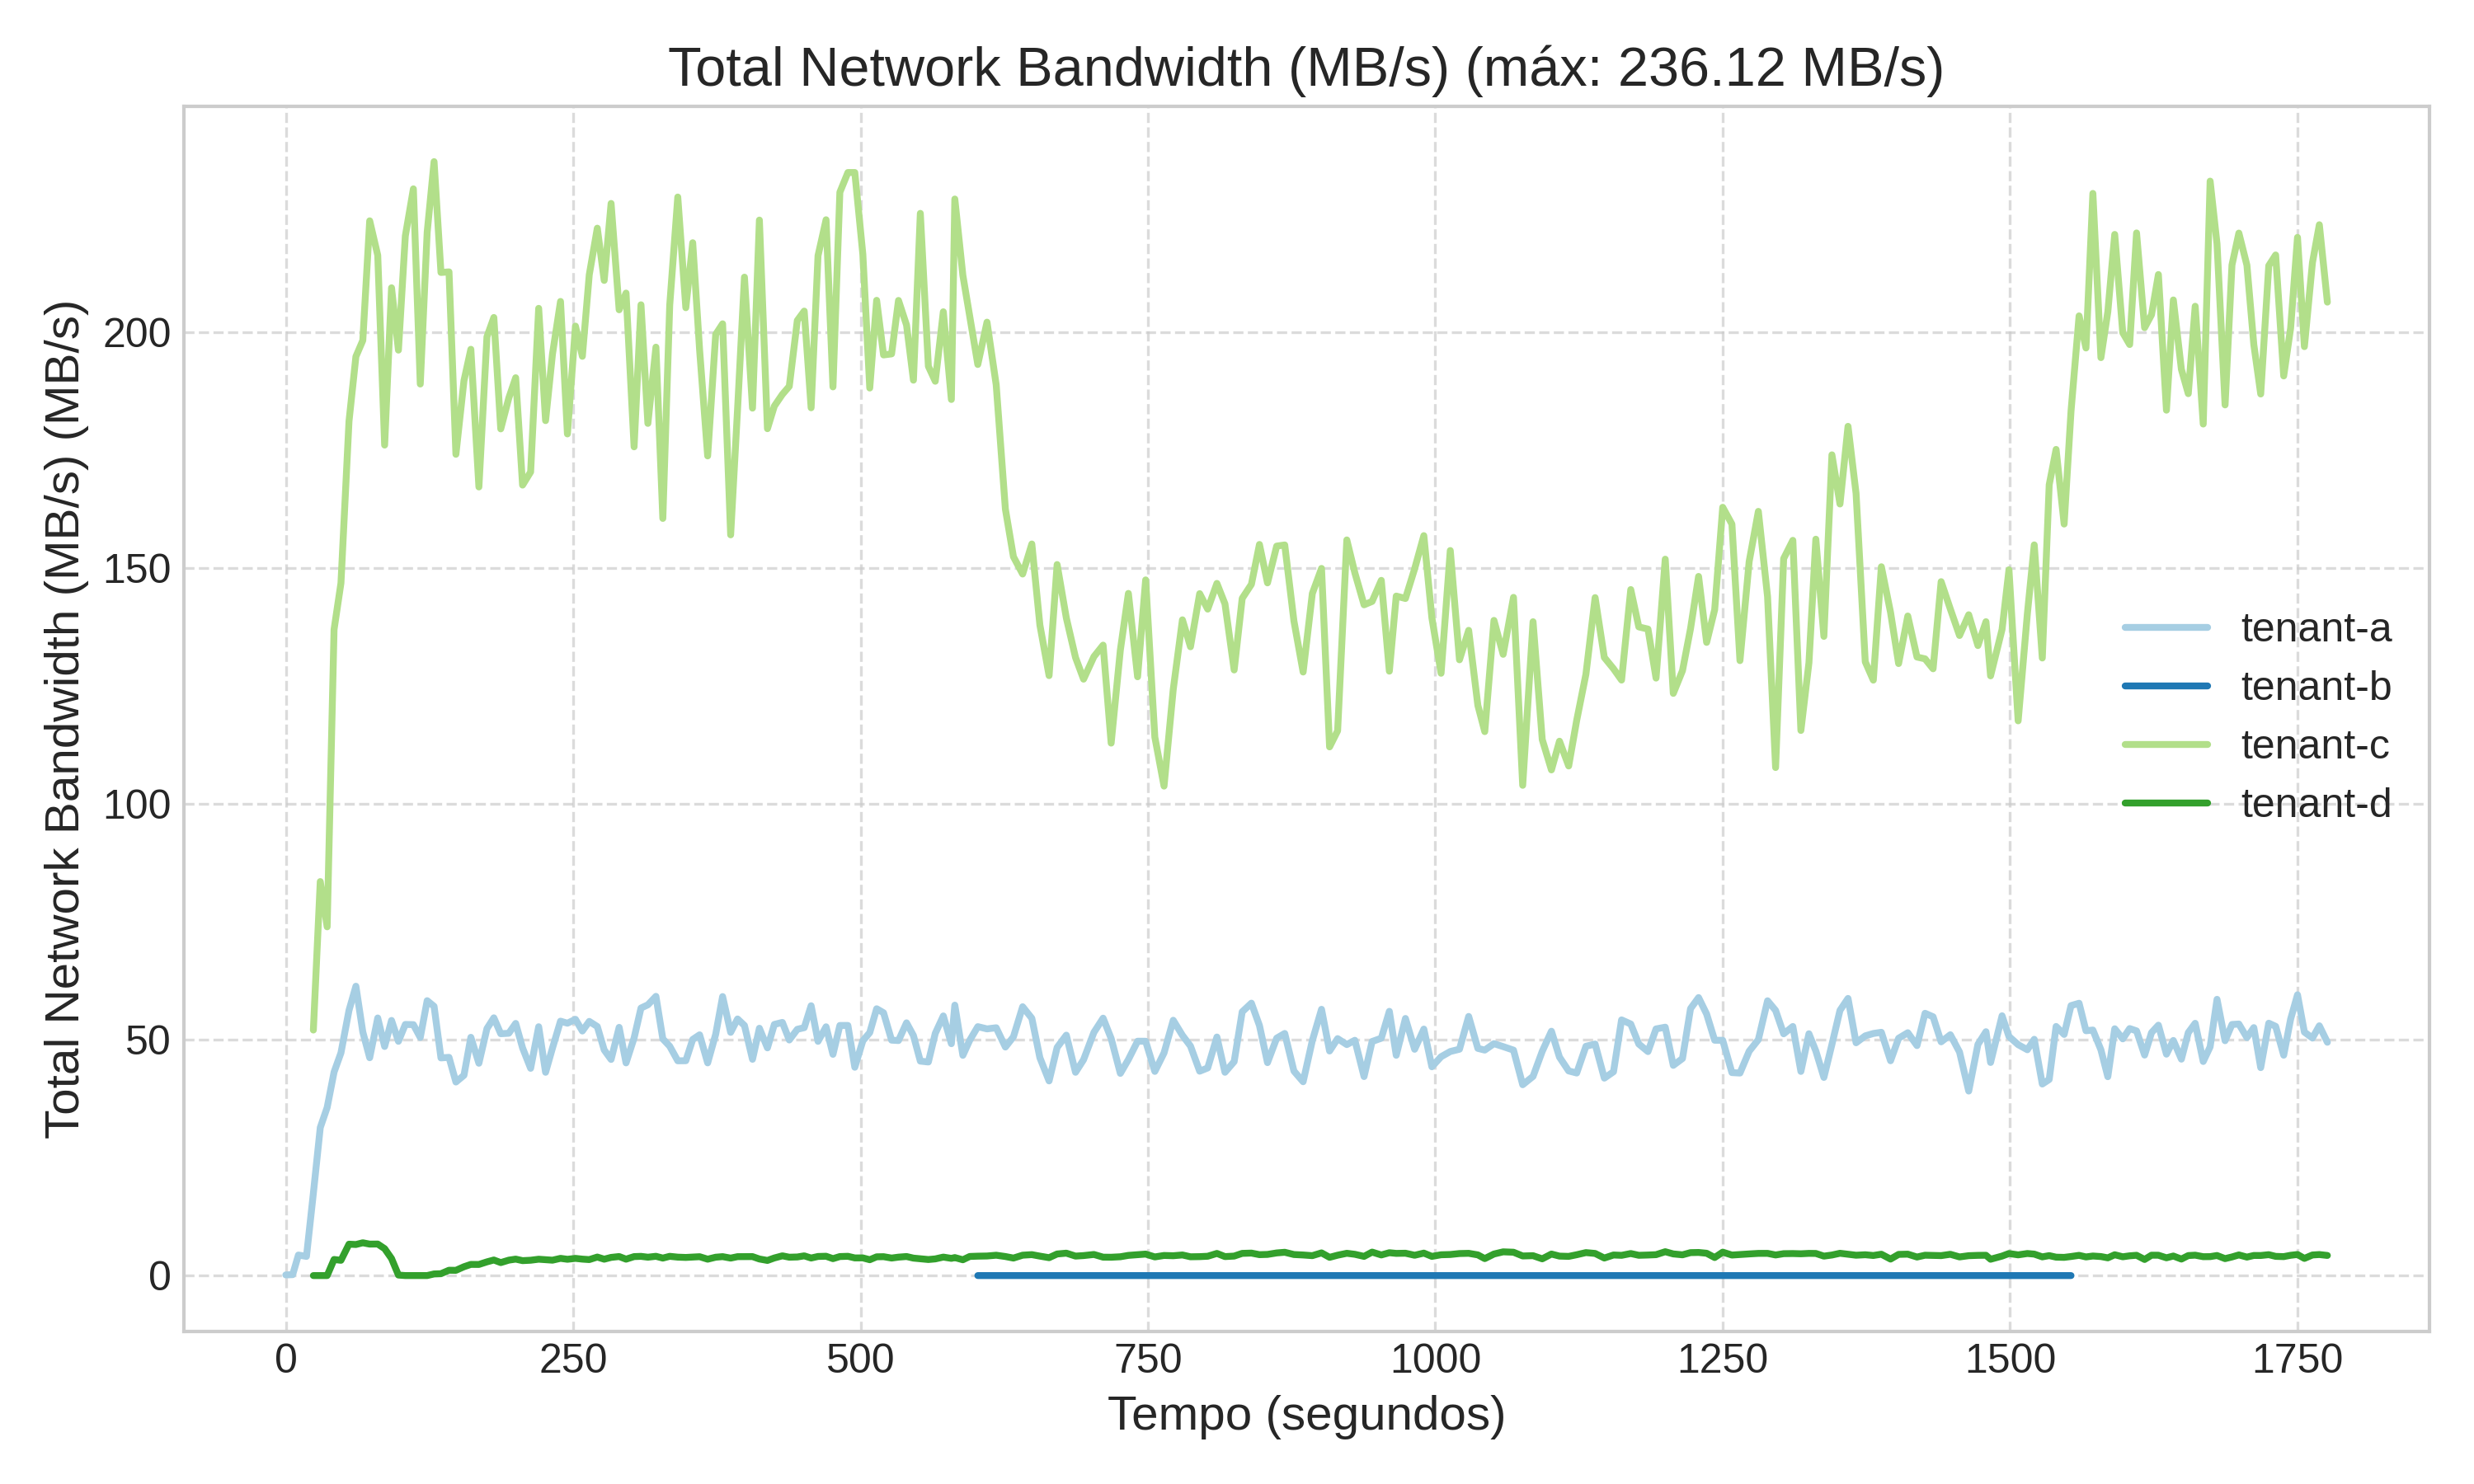 Total Network Bandwidth (MB/s) (máx: 236.12 MB/s)
Total Network Bandwidth (MB/s) (MB/s)
200
150
100
50
0
tenant-a
tenant-b
tenant-c
tenant-d
0 250 500 750 1000 1250 1500 1750
Tempo (segundos)